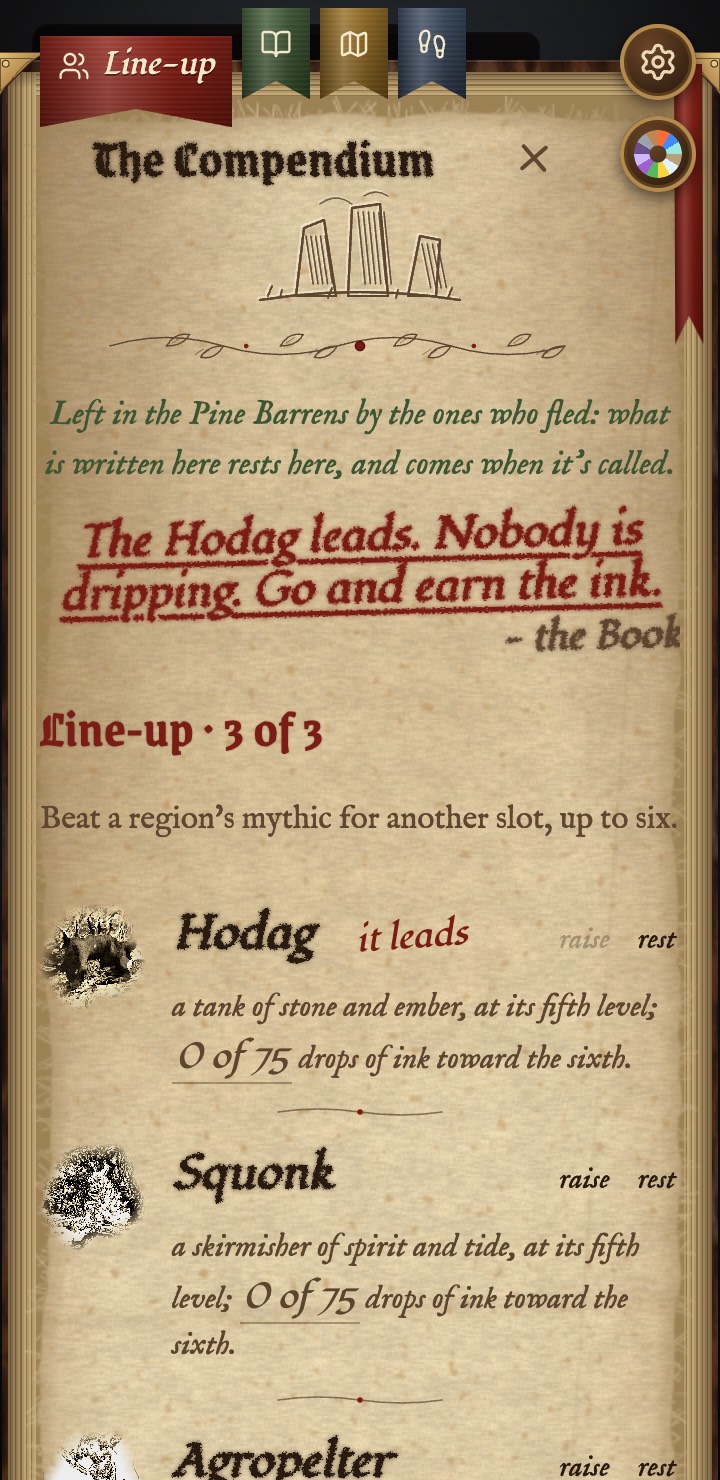 Line-up
The Compendium
Left in the Pine Barrens by the ones who fled: what
is written here rests here, and comes when it's called.
The Hodag leads. Nobody is
dripping. Go and earn the ink.
- the Book
Line-up · 3 of 3
Beat a region's mythic for another slot, up to six.
Hodag it leads raise rest
a tank of stone and ember, at its fifth level;
0 of 75 drops of ink toward the sixth.
Squonk raise rest
a skirmisher of spirit and tide, at its fifth
level; 0 of 75 drops of ink toward the
sixth.
Agropelter raise rest